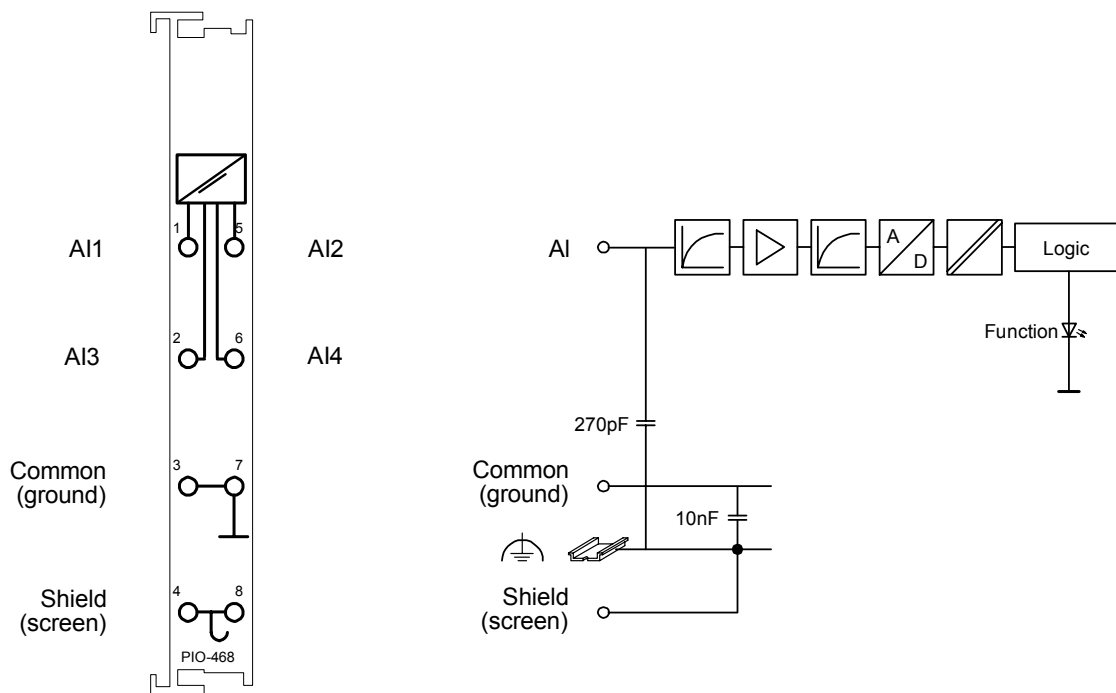 1
5
AI1
AI2
2
6
AI3
AI4
3
7
Common
(ground)
4
8
Shield
(screen)
PIO-468
AI
A
D
Logic
Function
270pF
Common
(ground)
10nF
Shield
(screen)